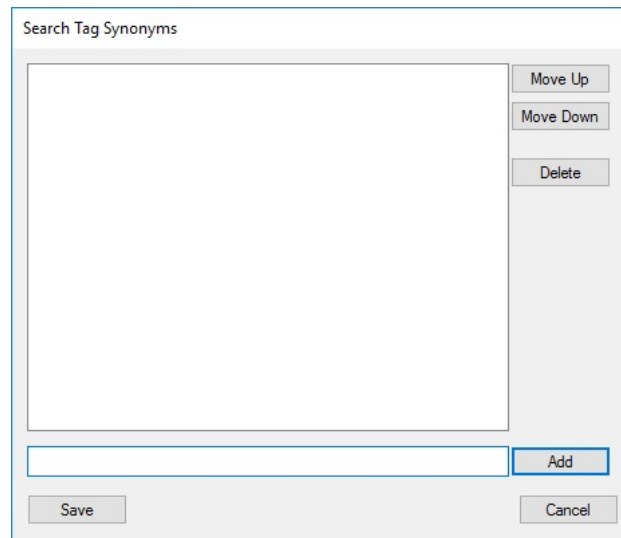 Search Tag Synonyms
Move Up
Move Down
Delete
Add
Save
Cancel